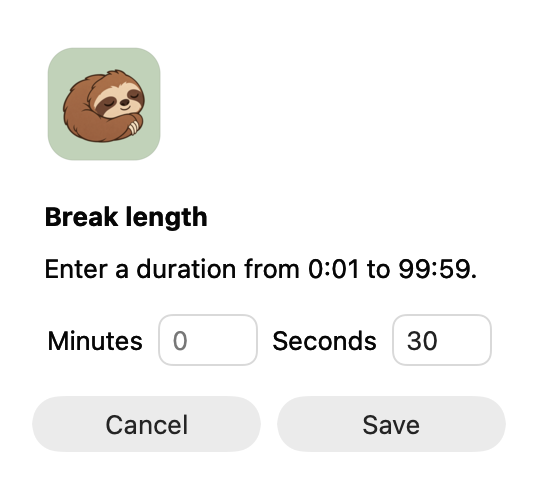 Break length
Enter a duration from 0:01 to 99:59.
Minutes 0 Seconds 30
Cancel Save